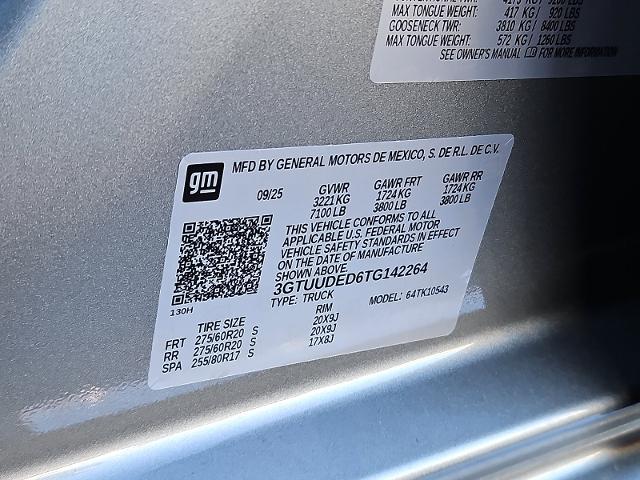 MAX TONGUE WEIGHT: 417 KG / 920 LBS
GOOSENECK TWR: 3810 KG / 8400 LBS
MAX TONGUE WEIGHT: 572 KG / 1260 LBS
SEE OWNER'S MANUAL FOR MORE INFORMATION
gm
MFD BY GENERAL MOTORS DE MEXICO, S. DE R.L. DE C.V.
09/25 GVWR GAWR FRT GAWR RR
3221 KG 1724 KG 1724 KG
7100 LB 3800 LB 3800 LB
THIS VEHICLE CONFORMS TO ALL
APPLICABLE U.S. FEDERAL MOTOR
VEHICLE SAFETY STANDARDS IN EFFECT
ON THE DATE OF MANUFACTURE
SHOWN ABOVE.
3GTUUDED6TG142264
TYPE: TRUCK MODEL: 64TK10543
130H
TIRE SIZE RIM
FRT 275/60R20 S 20X9J
RR 275/60R20 S 20X9J
SPA 255/80R17 S 17X8J